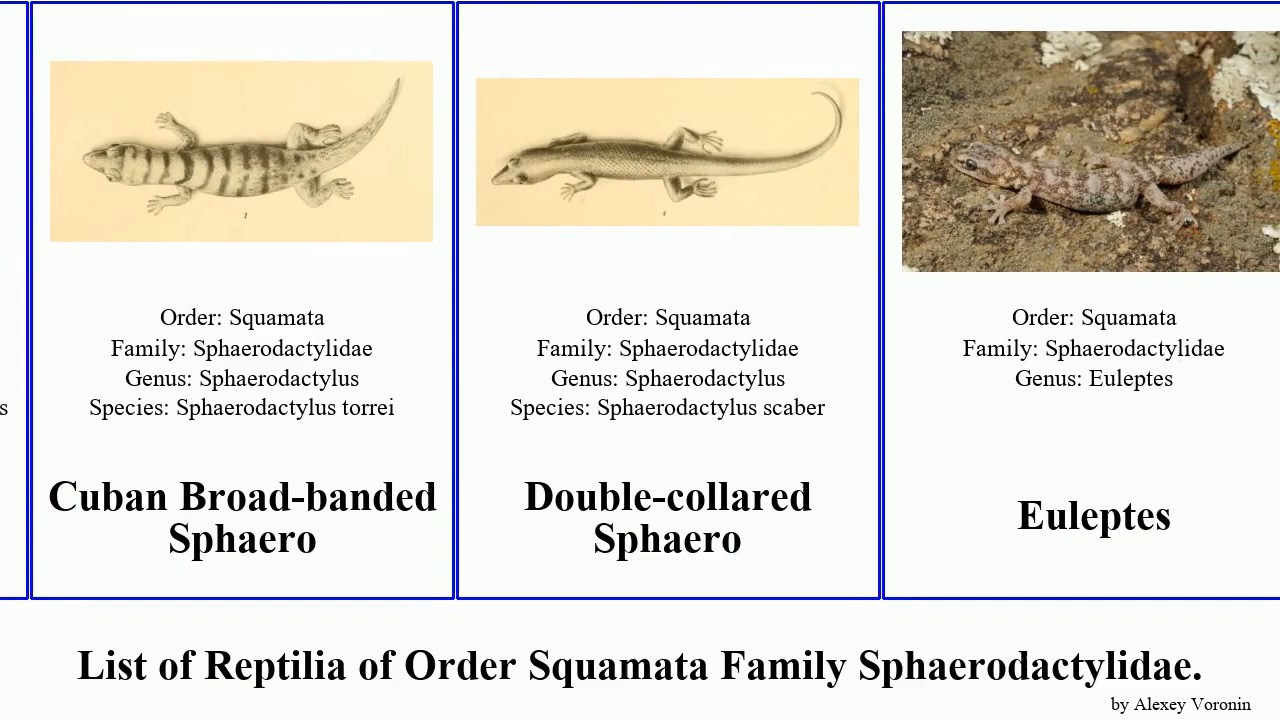 Order: Squamata
Family: Sphaerodactylidae
Genus: Sphaerodactylus
Species: Sphaerodactylus torrei
Cuban Broad-banded
Sphaero
Order: Squamata
Family: Sphaerodactylidae
Genus: Sphaerodactylus
Species: Sphaerodactylus scaber
Double-collared
Sphaero
Order: Squamata
Family: Sphaerodactylidae
Genus: Euleptes
Euleptes
List of Reptilia of Order Squamata Family Sphaerodactylidae.
by Alexey Voronin